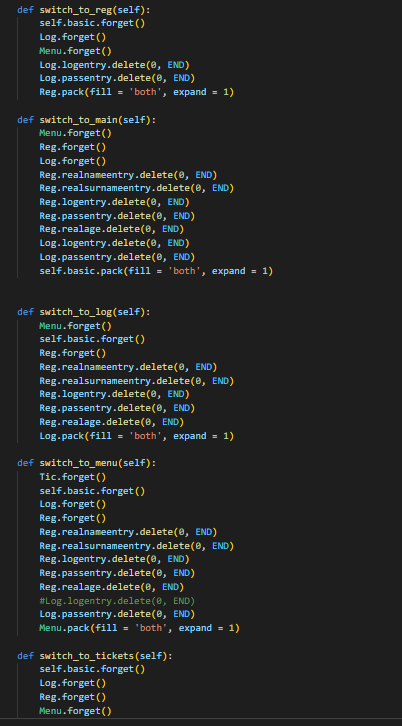 def switch_to_reg(self):
    self.basic.forget()
    Log.forget()
    Menu.forget()
    Log.logentry.delete(0, END)
    Log.passentry.delete(0, END)
    Reg.pack(fill = 'both', expand = 1)

def switch_to_main(self):
    Menu.forget()
    Reg.forget()
    Log.forget()
    Reg.realnameentry.delete(0, END)
    Reg.realsurnameentry.delete(0, END)
    Reg.logentry.delete(0, END)
    Reg.passentry.delete(0, END)
    Reg.realage.delete(0, END)
    Log.logentry.delete(0, END)
    Log.passentry.delete(0, END)
    self.basic.pack(fill = 'both', expand = 1)


def switch_to_log(self):
    Menu.forget()
    self.basic.forget()
    Reg.forget()
    Reg.realnameentry.delete(0, END)
    Reg.realsurnameentry.delete(0, END)
    Reg.logentry.delete(0, END)
    Reg.passentry.delete(0, END)
    Reg.realage.delete(0, END)
    Log.pack(fill = 'both', expand = 1)

def switch_to_menu(self):
    Tic.forget()
    self.basic.forget()
    Log.forget()
    Reg.forget()
    Reg.realnameentry.delete(0, END)
    Reg.realsurnameentry.delete(0, END)
    Reg.logentry.delete(0, END)
    Reg.passentry.delete(0, END)
    Reg.realage.delete(0, END)
    #Log.logentry.delete(0, END)
    Log.passentry.delete(0, END)
    Menu.pack(fill = 'both', expand = 1)

def switch_to_tickets(self):
    self.basic.forget()
    Log.forget()
    Reg.forget()
    Menu.forget()